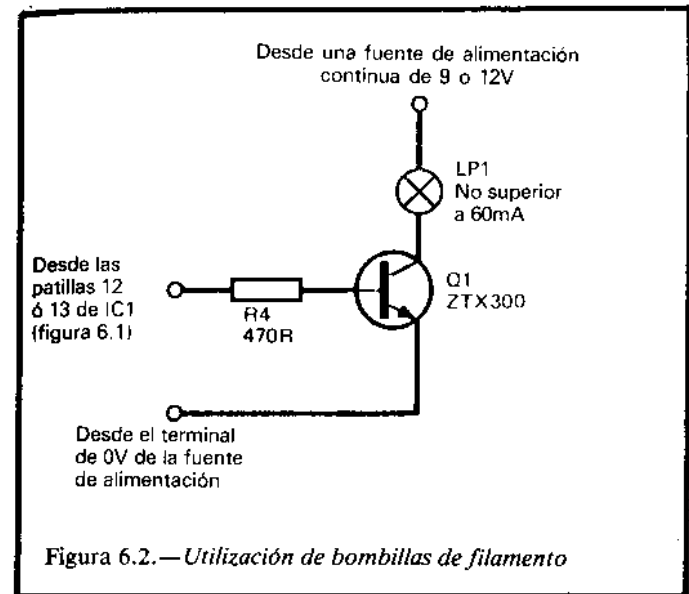 Desde una fuente de alimentación
continua de 9 o 12V
LP1
No superior
a 60mA
Desde las
patillas 12
ó 13 de IC1
(figura 6.1)
R4
470R
Q1
ZTX300
Desde el terminal
de 0V de la fuente
de alimentación
Figura 6.2.—Utilización de bombillas de filamento